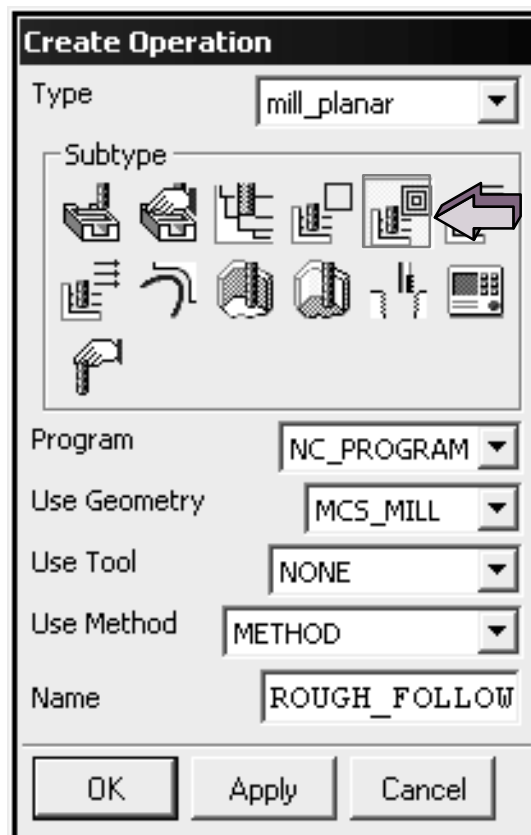 Create Operation
Type mill_planar
Subtype
Program NC_PROGRAM
Use Geometry MCS_MILL
Use Tool NONE
Use Method METHOD
Name ROUGH_FOLLOW
OK Apply Cancel